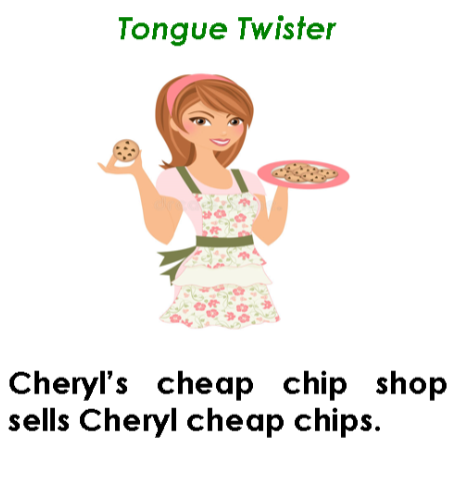 Tongue Twister
Cheryl’s cheap chip shop
sells Cheryl cheap chips.